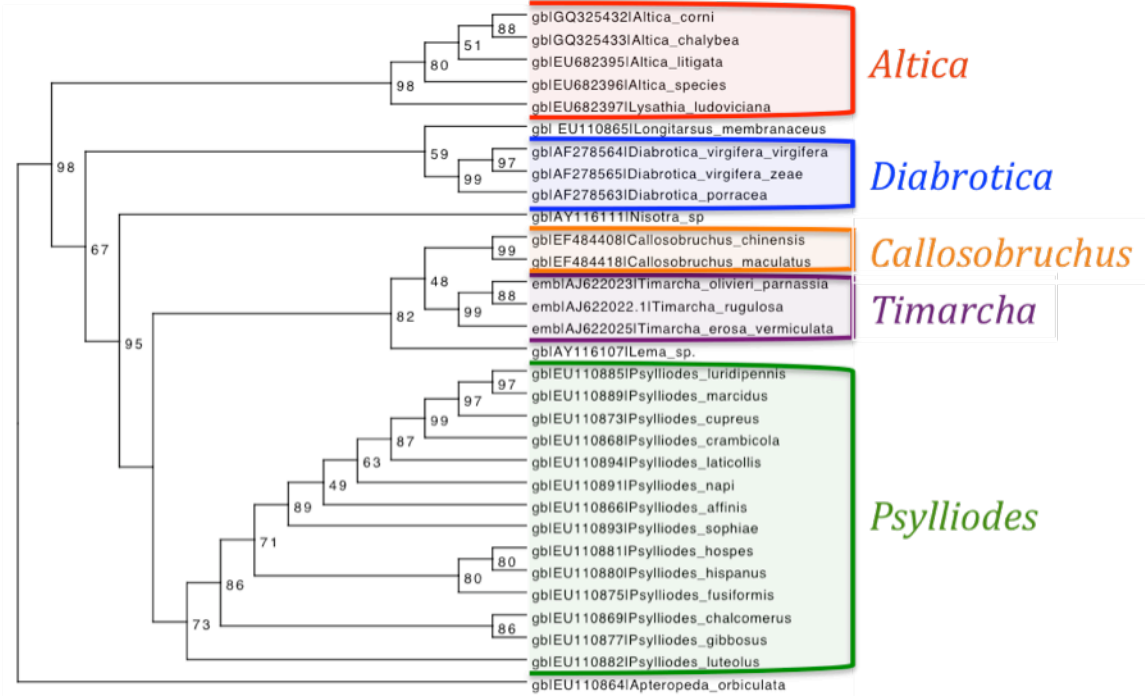 gb|GQ325432|Altica_corni
88
gb|GQ325433|Altica_chalybea
51
gb|EU682395|Altica_litigata
80
Altica
gb|EU682396|Altica_species
98
gb|EU682397|Lysathia_ludoviciana
gb| EU110865|Longitarsus_membranaceus
gb|AF278564|Diabrotica_virgifera_virgifera
59
97
98
gb|AF278565|Diabrotica_virgifera_zeae
99
Diabrotica
gb|AF278563|Diabrotica_porracea
gb|AY116111|Nisotra_sp
gb|EF484408|Callosobruchus_chinensis
67
99
Callosobruchus
gb|EF484418|Callosobruchus_maculatus
48
emb|AJ622023|Timarcha_olivieri_parnassia
88
emb|AJ622022.1|Timarcha_rugulosa
99
Timarcha
82
emb|AJ622025|Timarcha_erosa_vermiculata
95
gb|AY116107|Lema_sp.
gb|EU110885|Psylliodes_luridipennis
97
gb|EU110889|Psylliodes_marcidus
97
gb|EU110873|Psylliodes_cupreus
99
gb|EU110868|Psylliodes_crambicola
87
gb|EU110894|Psylliodes_laticollis
63
gb|EU110891|Psylliodes_napi
49
gb|EU110866|Psylliodes_affinis
89
Psylliodes
gb|EU110893|Psylliodes_sophiae
71
gb|EU110881|Psylliodes_hospes
80
gb|EU110880|Psylliodes_hispanus
80
86
gb|EU110875|Psylliodes_fusiformis
gb|EU110869|Psylliodes_chalcomerus
73
86
gb|EU110877|Psylliodes_gibbosus
gb|EU110882|Psylliodes_luteolus
gb|EU110864|Apteropeda_orbiculata